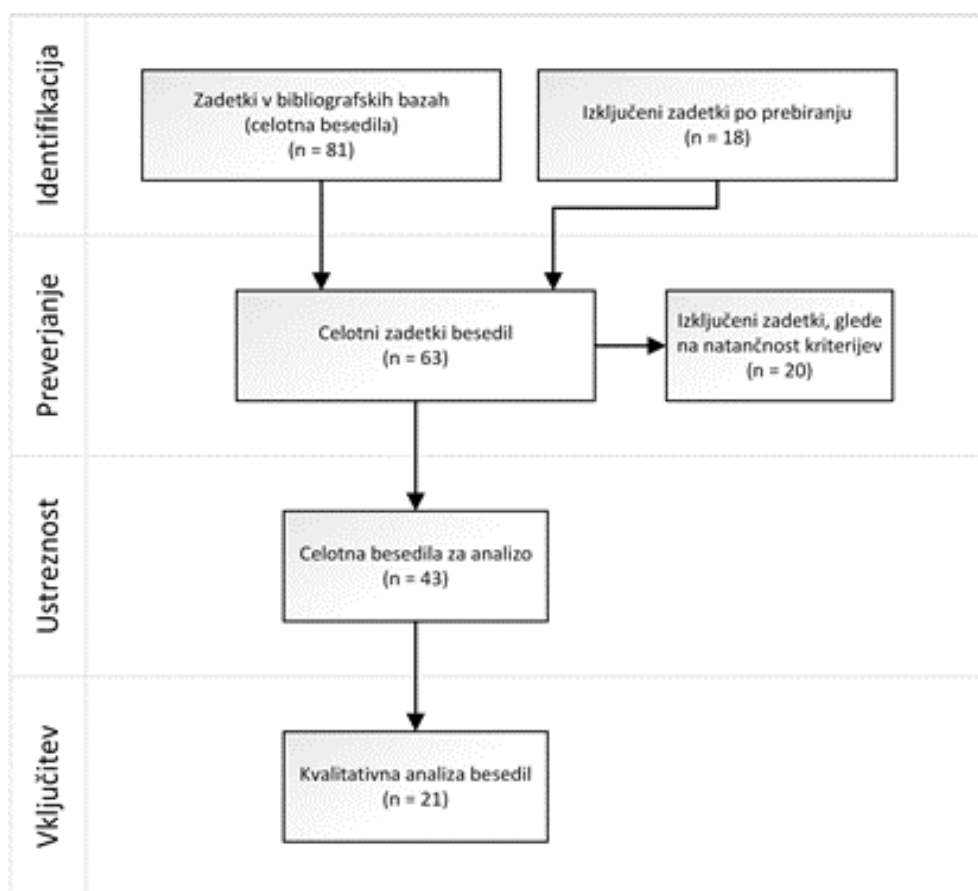 Identifikacija
Zadetki v bibliografskih bazah
(celotna besedila)
(n = 81)
Izključeni zadetki po prebiranju
(n = 18)
Preverjanje
Celotni zadetki besedil
(n = 63)
Izključeni zadetki, glede
na natančnost kriterijev
(n = 20)
Ustreznost
Celotna besedila za analizo
(n = 43)
Vključitev
Kvalitativna analiza besedil
(n = 21)